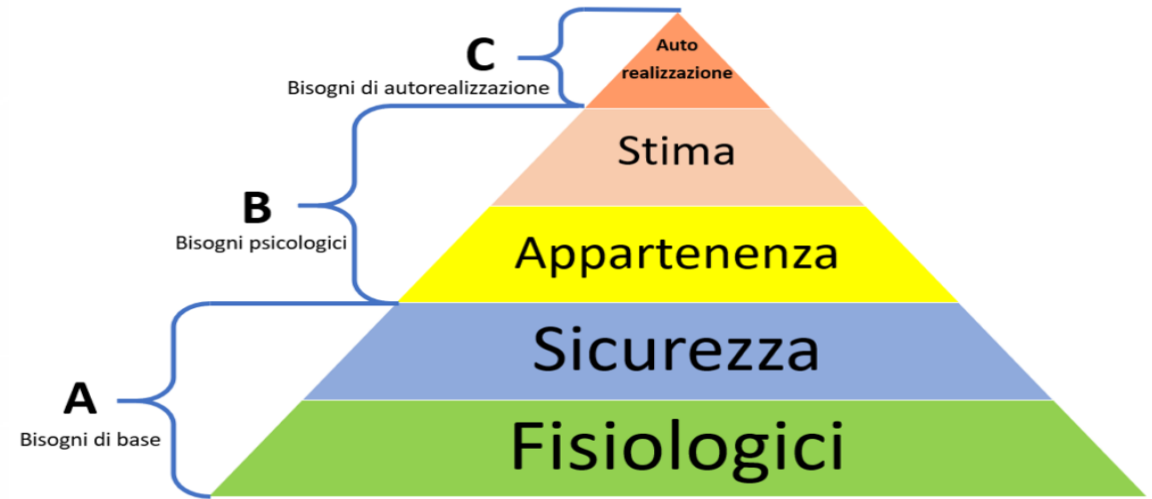 C
Bisogni di autorealizzazione
Auto
realizzazione
Stima
B
Bisogni psicologici
Appartenenza
Sicurezza
A
Bisogni di base
Fisiologici